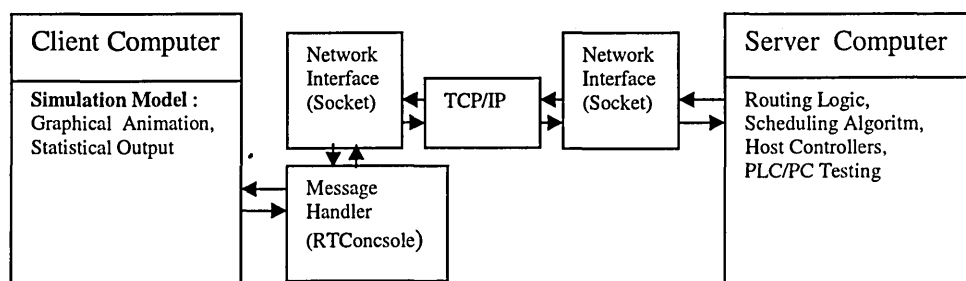 Client Computer
Simulation Model :
Graphical Animation,
Statistical Output
Network
Interface
(Socket)
Message
Handler
(RTConcsole)
TCP/IP
Network
Interface
(Socket)
Server Computer
Routing Logic,
Scheduling Algoritm,
Host Controllers,
PLC/PC Testing